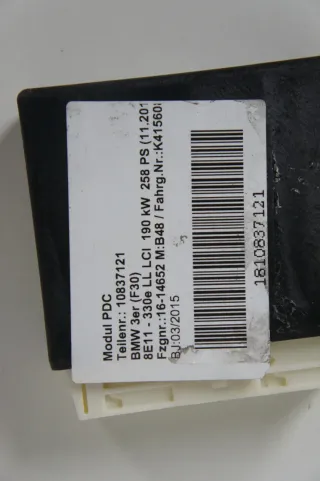 Modul PDC
Teilenr.: 10837121
BMW 3er (F30)
8E11 - 330e LL LCI 190 kW 258 PS (11.201
Fzgnr.:16-14652 M:B48 / Fahrg.Nr.:K415608
BJ:03/2015
1810837121